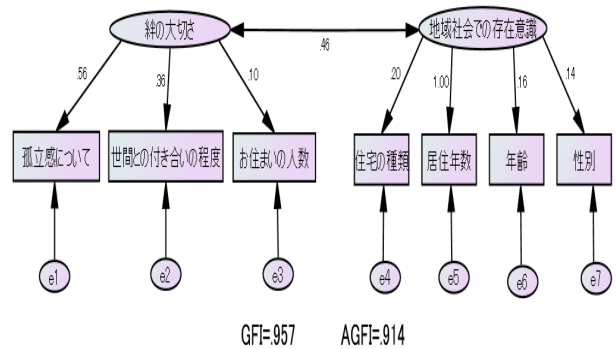 絆の大切さ
地域社会での存在意識
.46
.56
.36
.10
.20
1.00
.16
.14
孤立感について
世間との付き合いの程度
お住まいの人数
住宅の種類
居住年数
年齢
性別
e1
e2
e3
e4
e5
e6
e7
GFI=.957 AGFI=.914